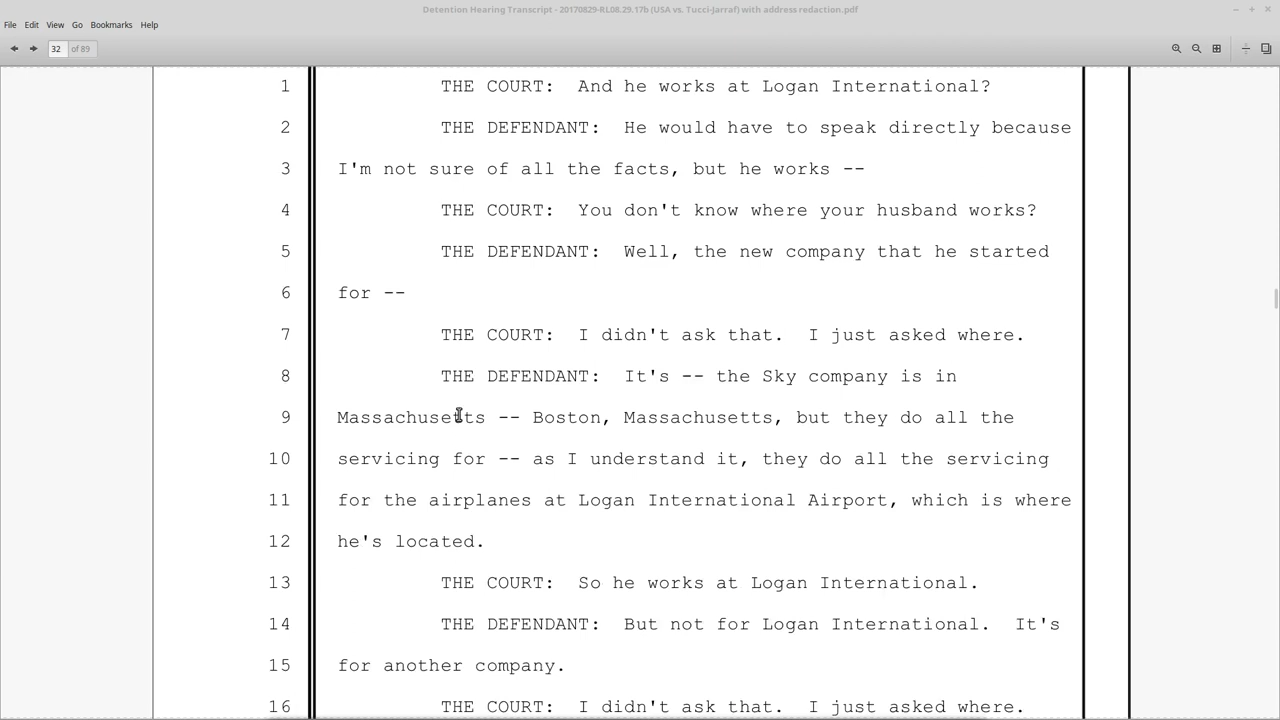 Detention Hearing Transcript - 20170829-RL08.29.17b (USA vs. Tucci-Jarraf) with address redaction.pdf
File Edit View Go Bookmarks Help
32 of 89
1 THE COURT: And he works at Logan International?
2 THE DEFENDANT: He would have to speak directly because
3 I'm not sure of all the facts, but he works --
4 THE COURT: You don't know where your husband works?
5 THE DEFENDANT: Well, the new company that he started
6 for --
7 THE COURT: I didn't ask that. I just asked where.
8 THE DEFENDANT: It's -- the Sky company is in
9 Massachusetts -- Boston, Massachusetts, but they do all the
10 servicing for -- as I understand it, they do all the servicing
11 for the airplanes at Logan International Airport, which is where
12 he's located.
13 THE COURT: So he works at Logan International.
14 THE DEFENDANT: But not for Logan International. It's
15 for another company.
16 THE COURT: I didn't ask that. I just asked where.